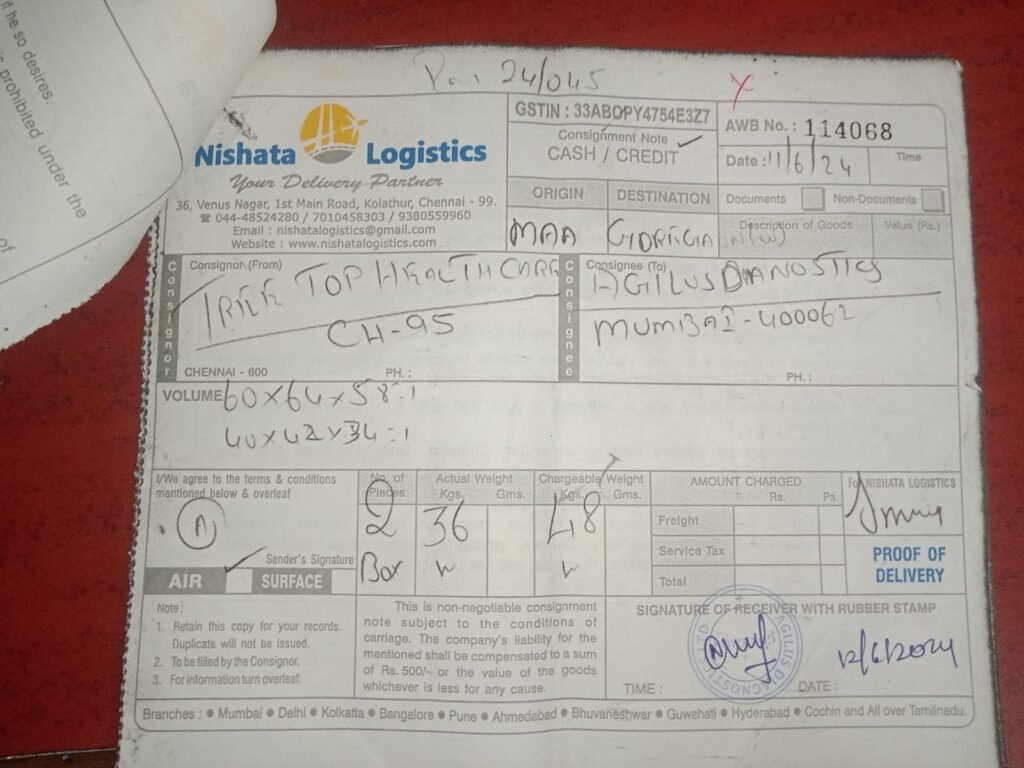 if he so desires.
prohibited under the
of
24/045
Nishata Logistics
Your Delivery Partner
36, Venus Nagar, 1st Main Road, Kolathur, Chennai - 99.
☎ 044-48524280 / 7010458303 / 9380559960
Email : nishatalogistics@gmail.com
Website : www.nishatalogistics.com
GSTIN : 33ABOPY4754E3Z7
Consignment Note
CASH / CREDIT
AWB No. : 114068
Date : 11/6/24
Time
ORIGIN
DESTINATION
Documents
Non-Documents
MAA
Description of Goods
Value (Rs.)
Consignor
Consignor (From)
TOP HEALTH CARE
CH-95
CHENNAI - 600
PH. :
Consignee
Consignee (To)
AGILUS DIANOSTICS
MUMBAI-400062
PH. :
VOLUME 60x64x58=1
40x42x34=1
I/We agree to the terms & conditions
mentioned below & overleaf
Sender's Signature
AIR
SURFACE
No. of Pieces
2
Box
Actual Weight
Kgs. Gms.
36
Chargeable Weight
Kgs. Gms.
48
AMOUNT CHARGED
Rs. Ps.
Freight
Service Tax
Total
For NISHATA LOGISTICS
PROOF OF
DELIVERY
Note :
1. Retain this copy for your records.
Duplicate will not be issued.
2. To be filled by the Consignor.
3. For information turn overleaf.
This is non-negotiable consignment
note subject to the conditions of
carriage. The company's liability for the
mentioned shall be compensated to a sum
of Rs. 500/- or the value of the goods
whichever is less for any cause.
SIGNATURE OF RECEIVER WITH RUBBER STAMP
AGILUS DIAGNOSTICS LTD
12/6/2024
TIME :
DATE :
Branches : ● Mumbai ● Delhi ● Kolkatta ● Bangalore ● Pune ● Ahmedabad ● Bhuvaneshwar ● Guwahati ● Hyderabad ● Cochin and All over Tamilnadu.